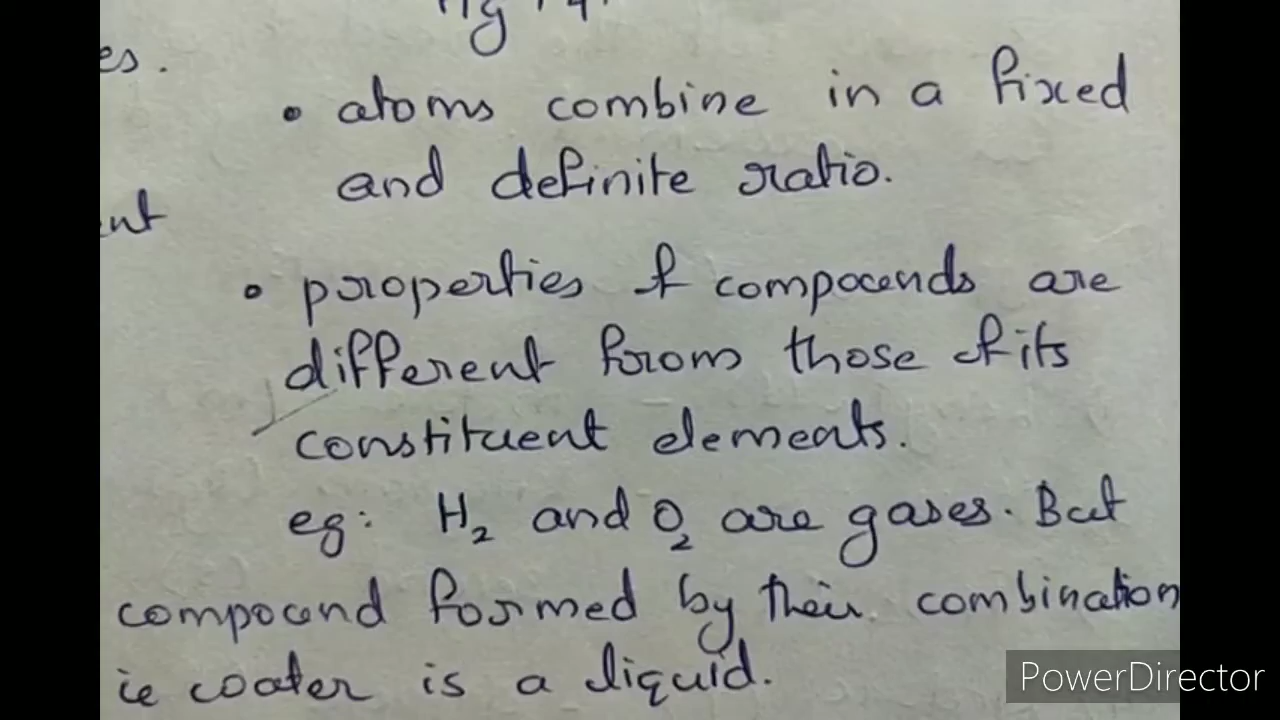 es.
• atoms combine in a fixed
and definite ratio.
• properties of compounds are
different from those of its
constituent elements.
eg: H₂ and O₂ are gases. But
compound formed by their combination
ie water is a liquid.
PowerDirector